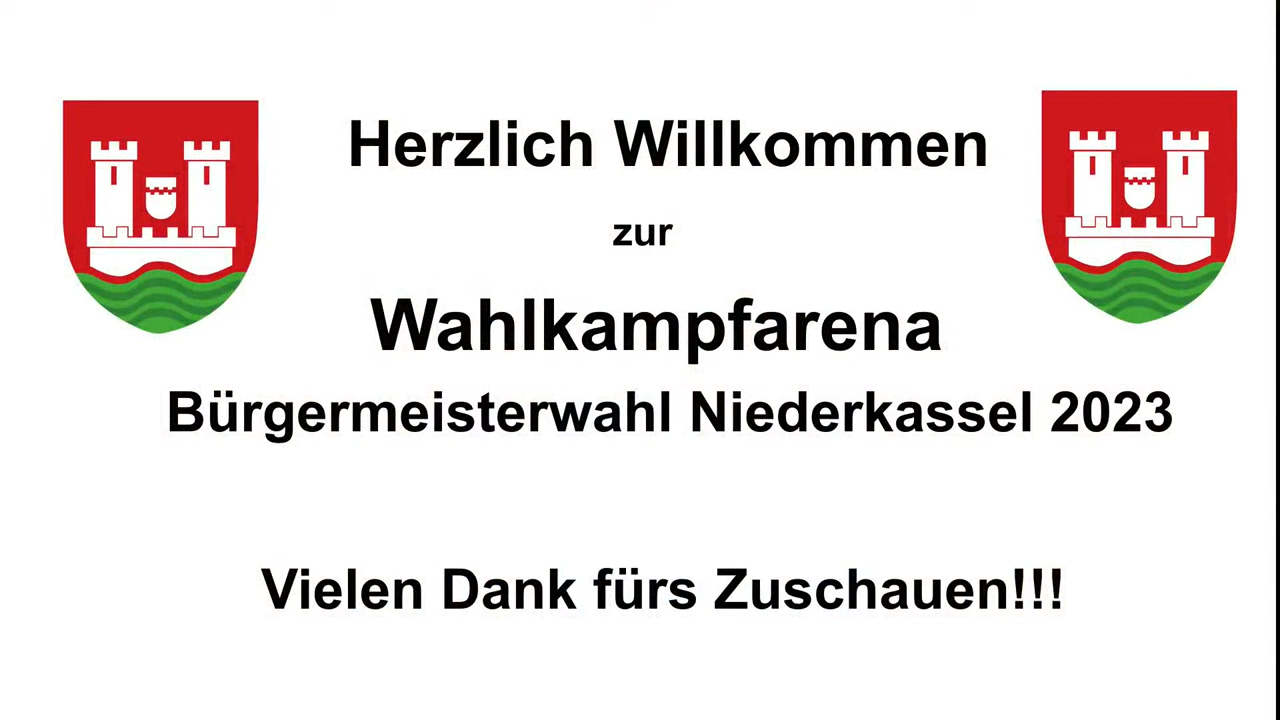 Herzlich Willkommen
zur
Wahlkampfarena
Bürgermeisterwahl Niederkassel 2023
Vielen Dank fürs Zuschauen!!!